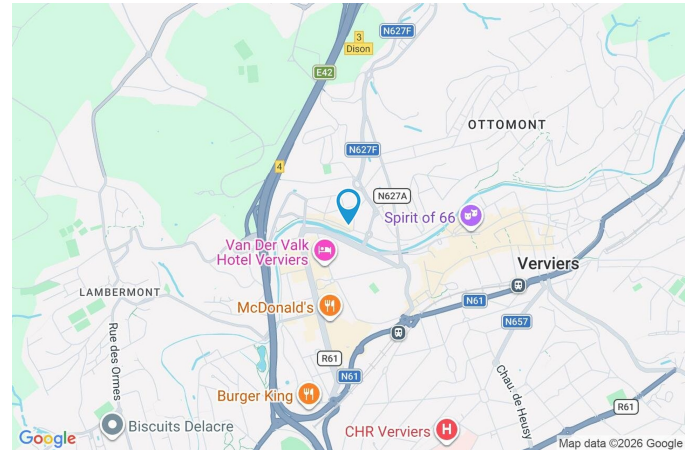 N627F
3
Dison
E42
OTTOMONT
N627F
4
N627A
Spirit of 66
Van Der Valk
Hotel Verviers
Verviers
LAMBERMONT
McDonald's
N61
N657
R61
Rue des Ormes
N61
Chau. de Heusy
Burger King
R61
Biscuits Delacre
CHR Verviers
H
Google
Map data ©2026 Google